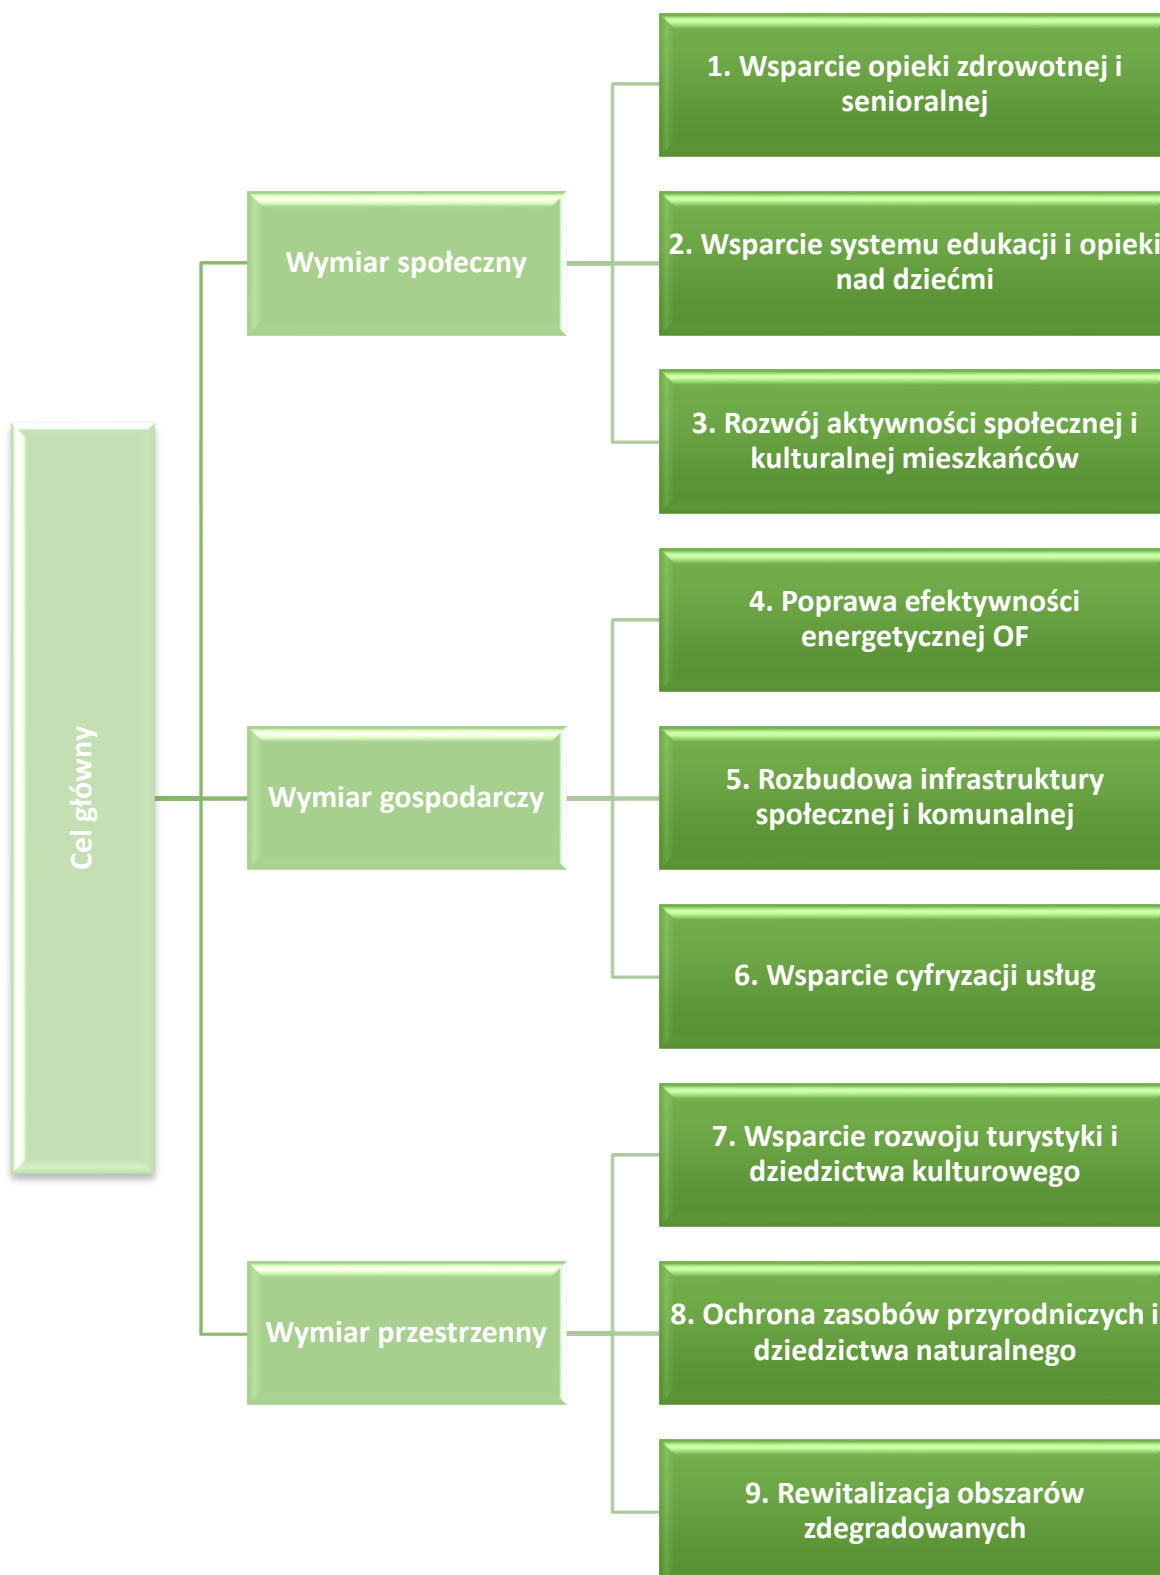 Cel główny
Wymiar społeczny
1. Wsparcie opieki zdrowotnej i
senioralnej
2. Wsparcie systemu edukacji i opieki
nad dziećmi
3. Rozwój aktywności społecznej i
kulturalnej mieszkańców
Wymiar gospodarczy
4. Poprawa efektywności
energetycznej OF
5. Rozbudowa infrastruktury
społecznej i komunalnej
6. Wsparcie cyfryzacji usług
Wymiar przestrzenny
7. Wsparcie rozwoju turystyki i
dziedzictwa kulturowego
8. Ochrona zasobów przyrodniczych i
dziedzictwa naturalnego
9. Rewitalizacja obszarów
zdegradowanych